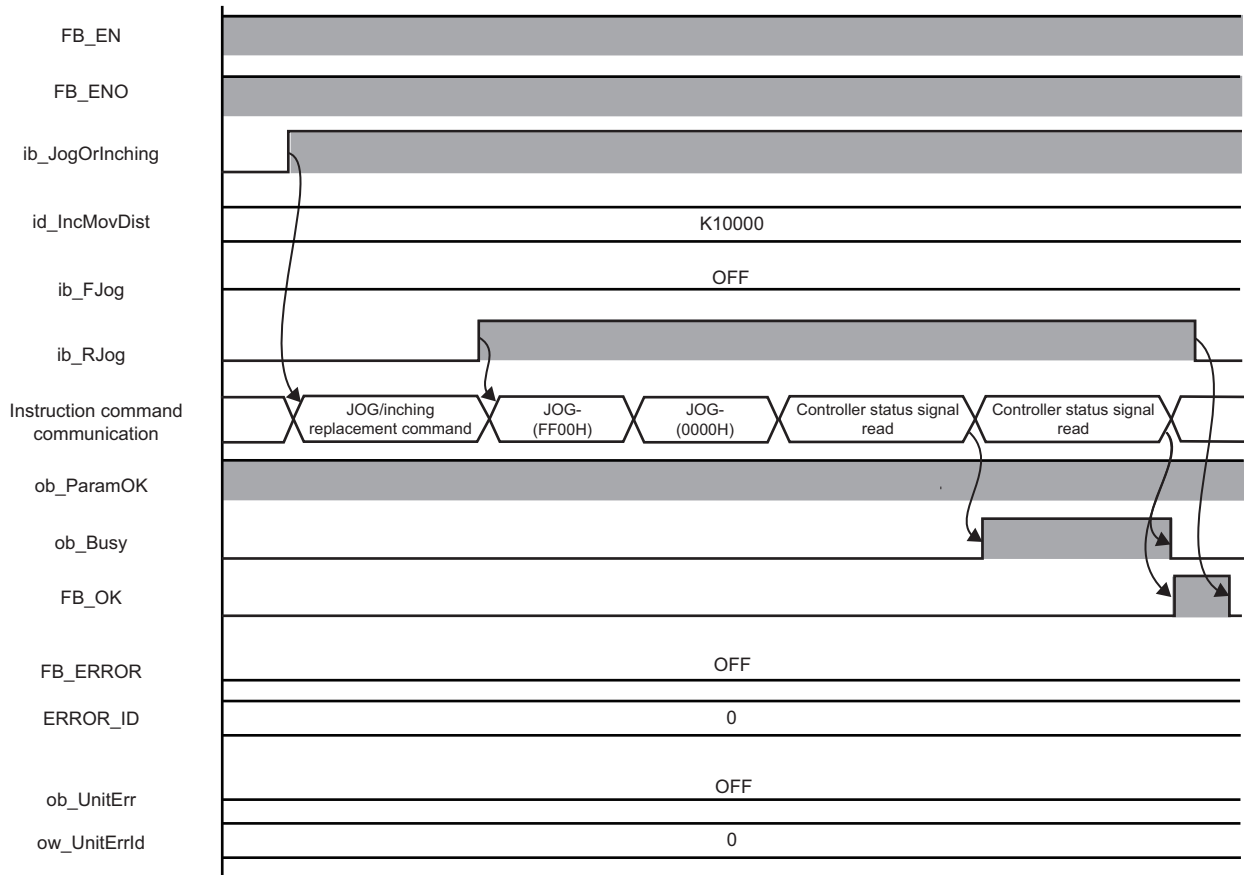 FB_EN
FB_ENO
ib_JogOrInching
id_IncMovDist
K10000
ib_FJog
OFF
ib_RJog
Instruction command
communication
JOG/inching
replacement command
JOG-
(FF00H)
JOG-
(0000H)
Controller status signal
read
Controller status signal
read
ob_ParamOK
ob_Busy
FB_OK
FB_ERROR
OFF
ERROR_ID
0
ob_UnitErr
OFF
ow_UnitErrId
0